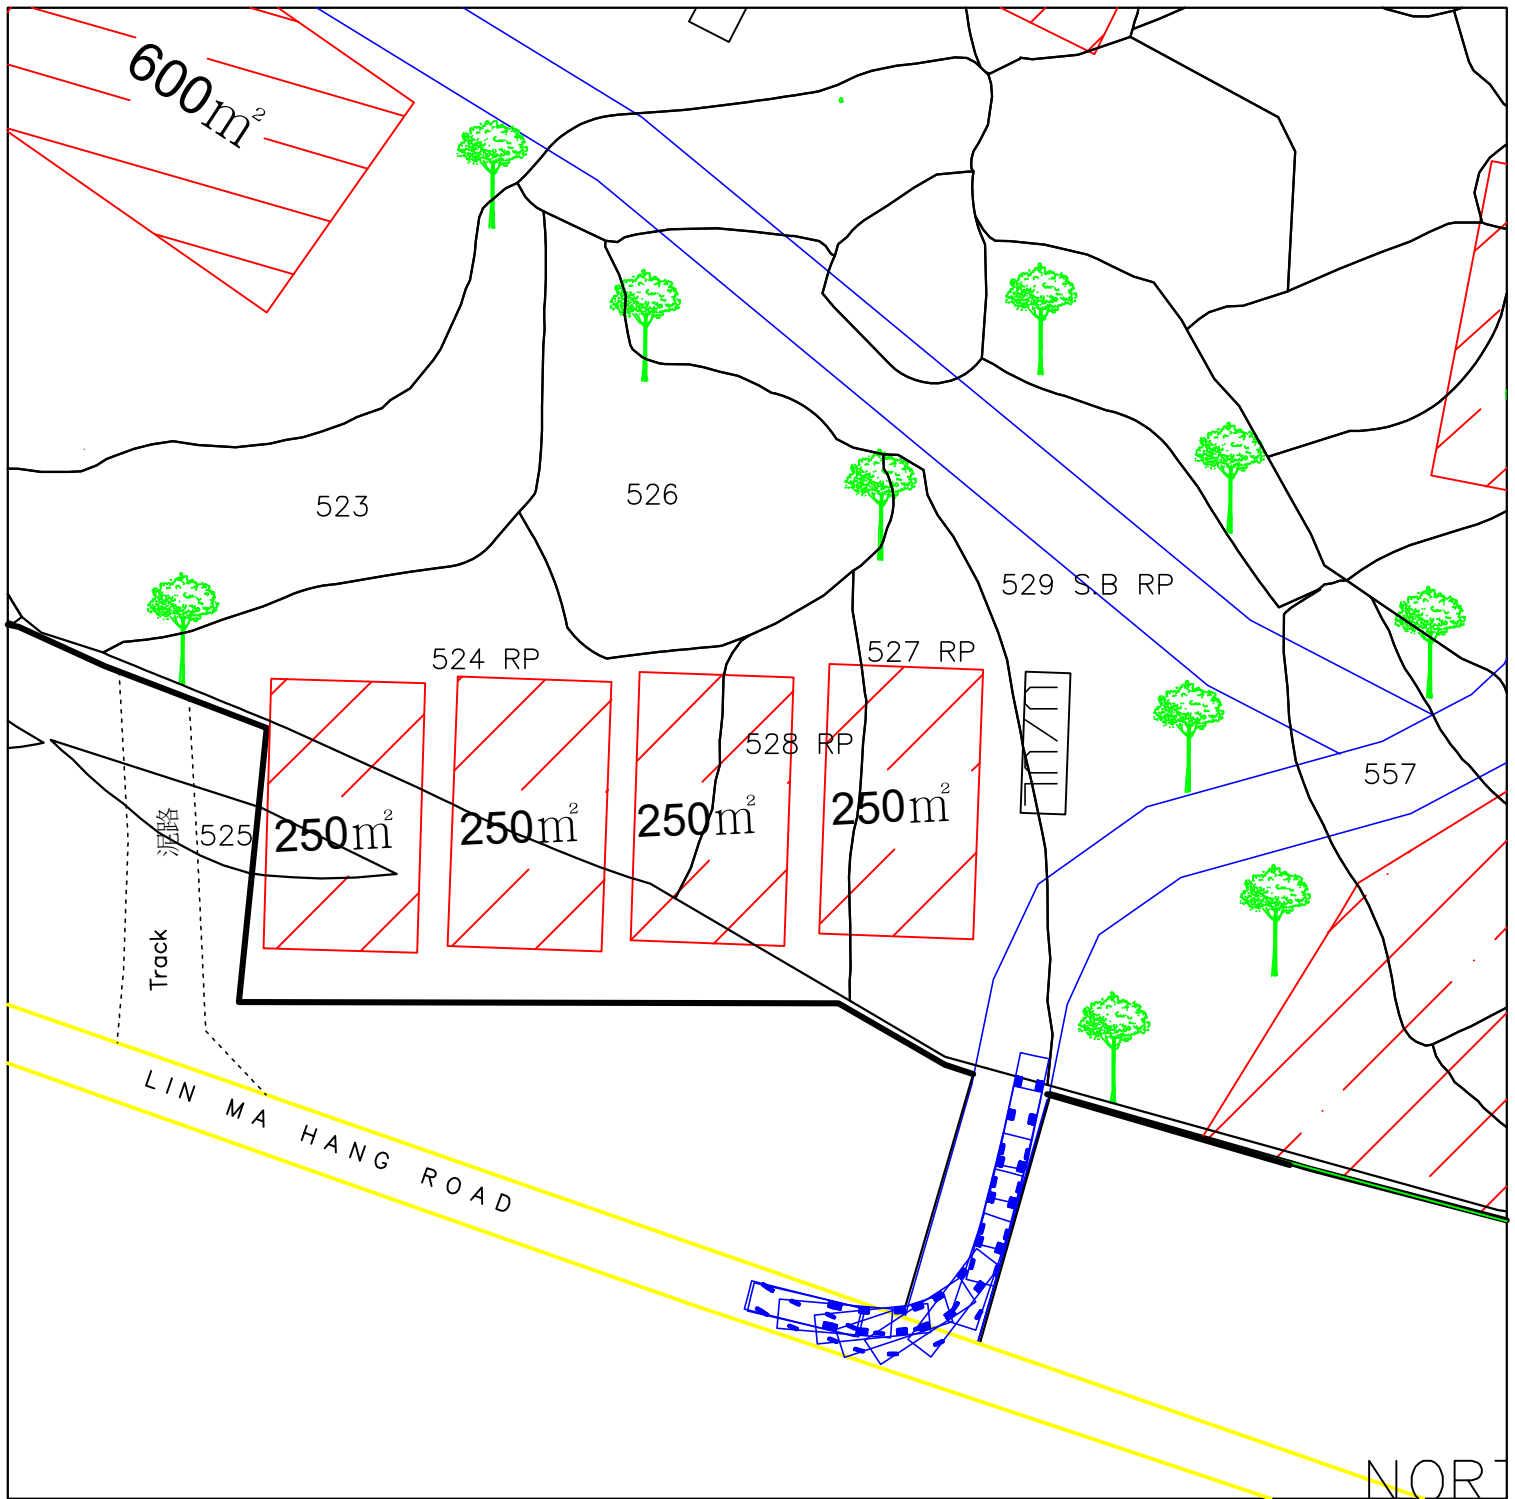 600m²
523
526
529 S.B RP
524 RP
527 RP
528 RP
557
525
泥路
250m²
250m²
250m²
250m²
Track
LIN MA HANG ROAD
NOR